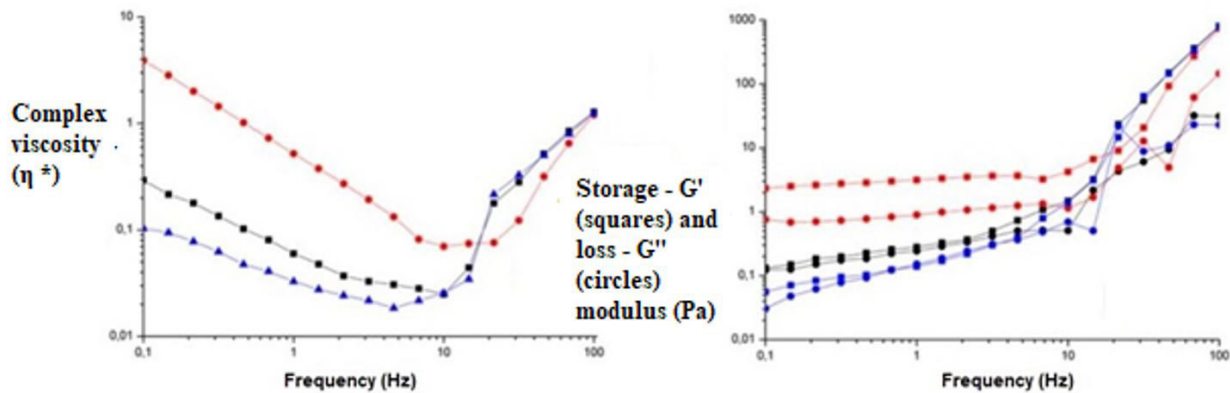 10
1
0,1
0,01
Complex
viscosity
(η *)
0,1
1
10
100
Frequency (Hz)
1000
100
10
1
0,1
0,01
Storage - G'
(squares) and
loss - G"
(circles)
modulus (Pa)
0,1
1
10
100
Frequency (Hz)